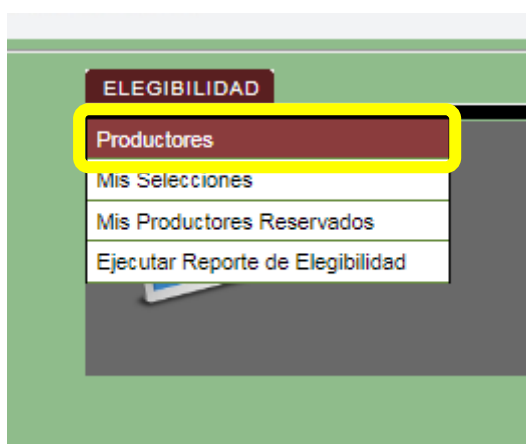 ELEGIBILIDAD
Productores
Mis Selecciones
Mis Productores Reservados
Ejecutar Reporte de Elegibilidad